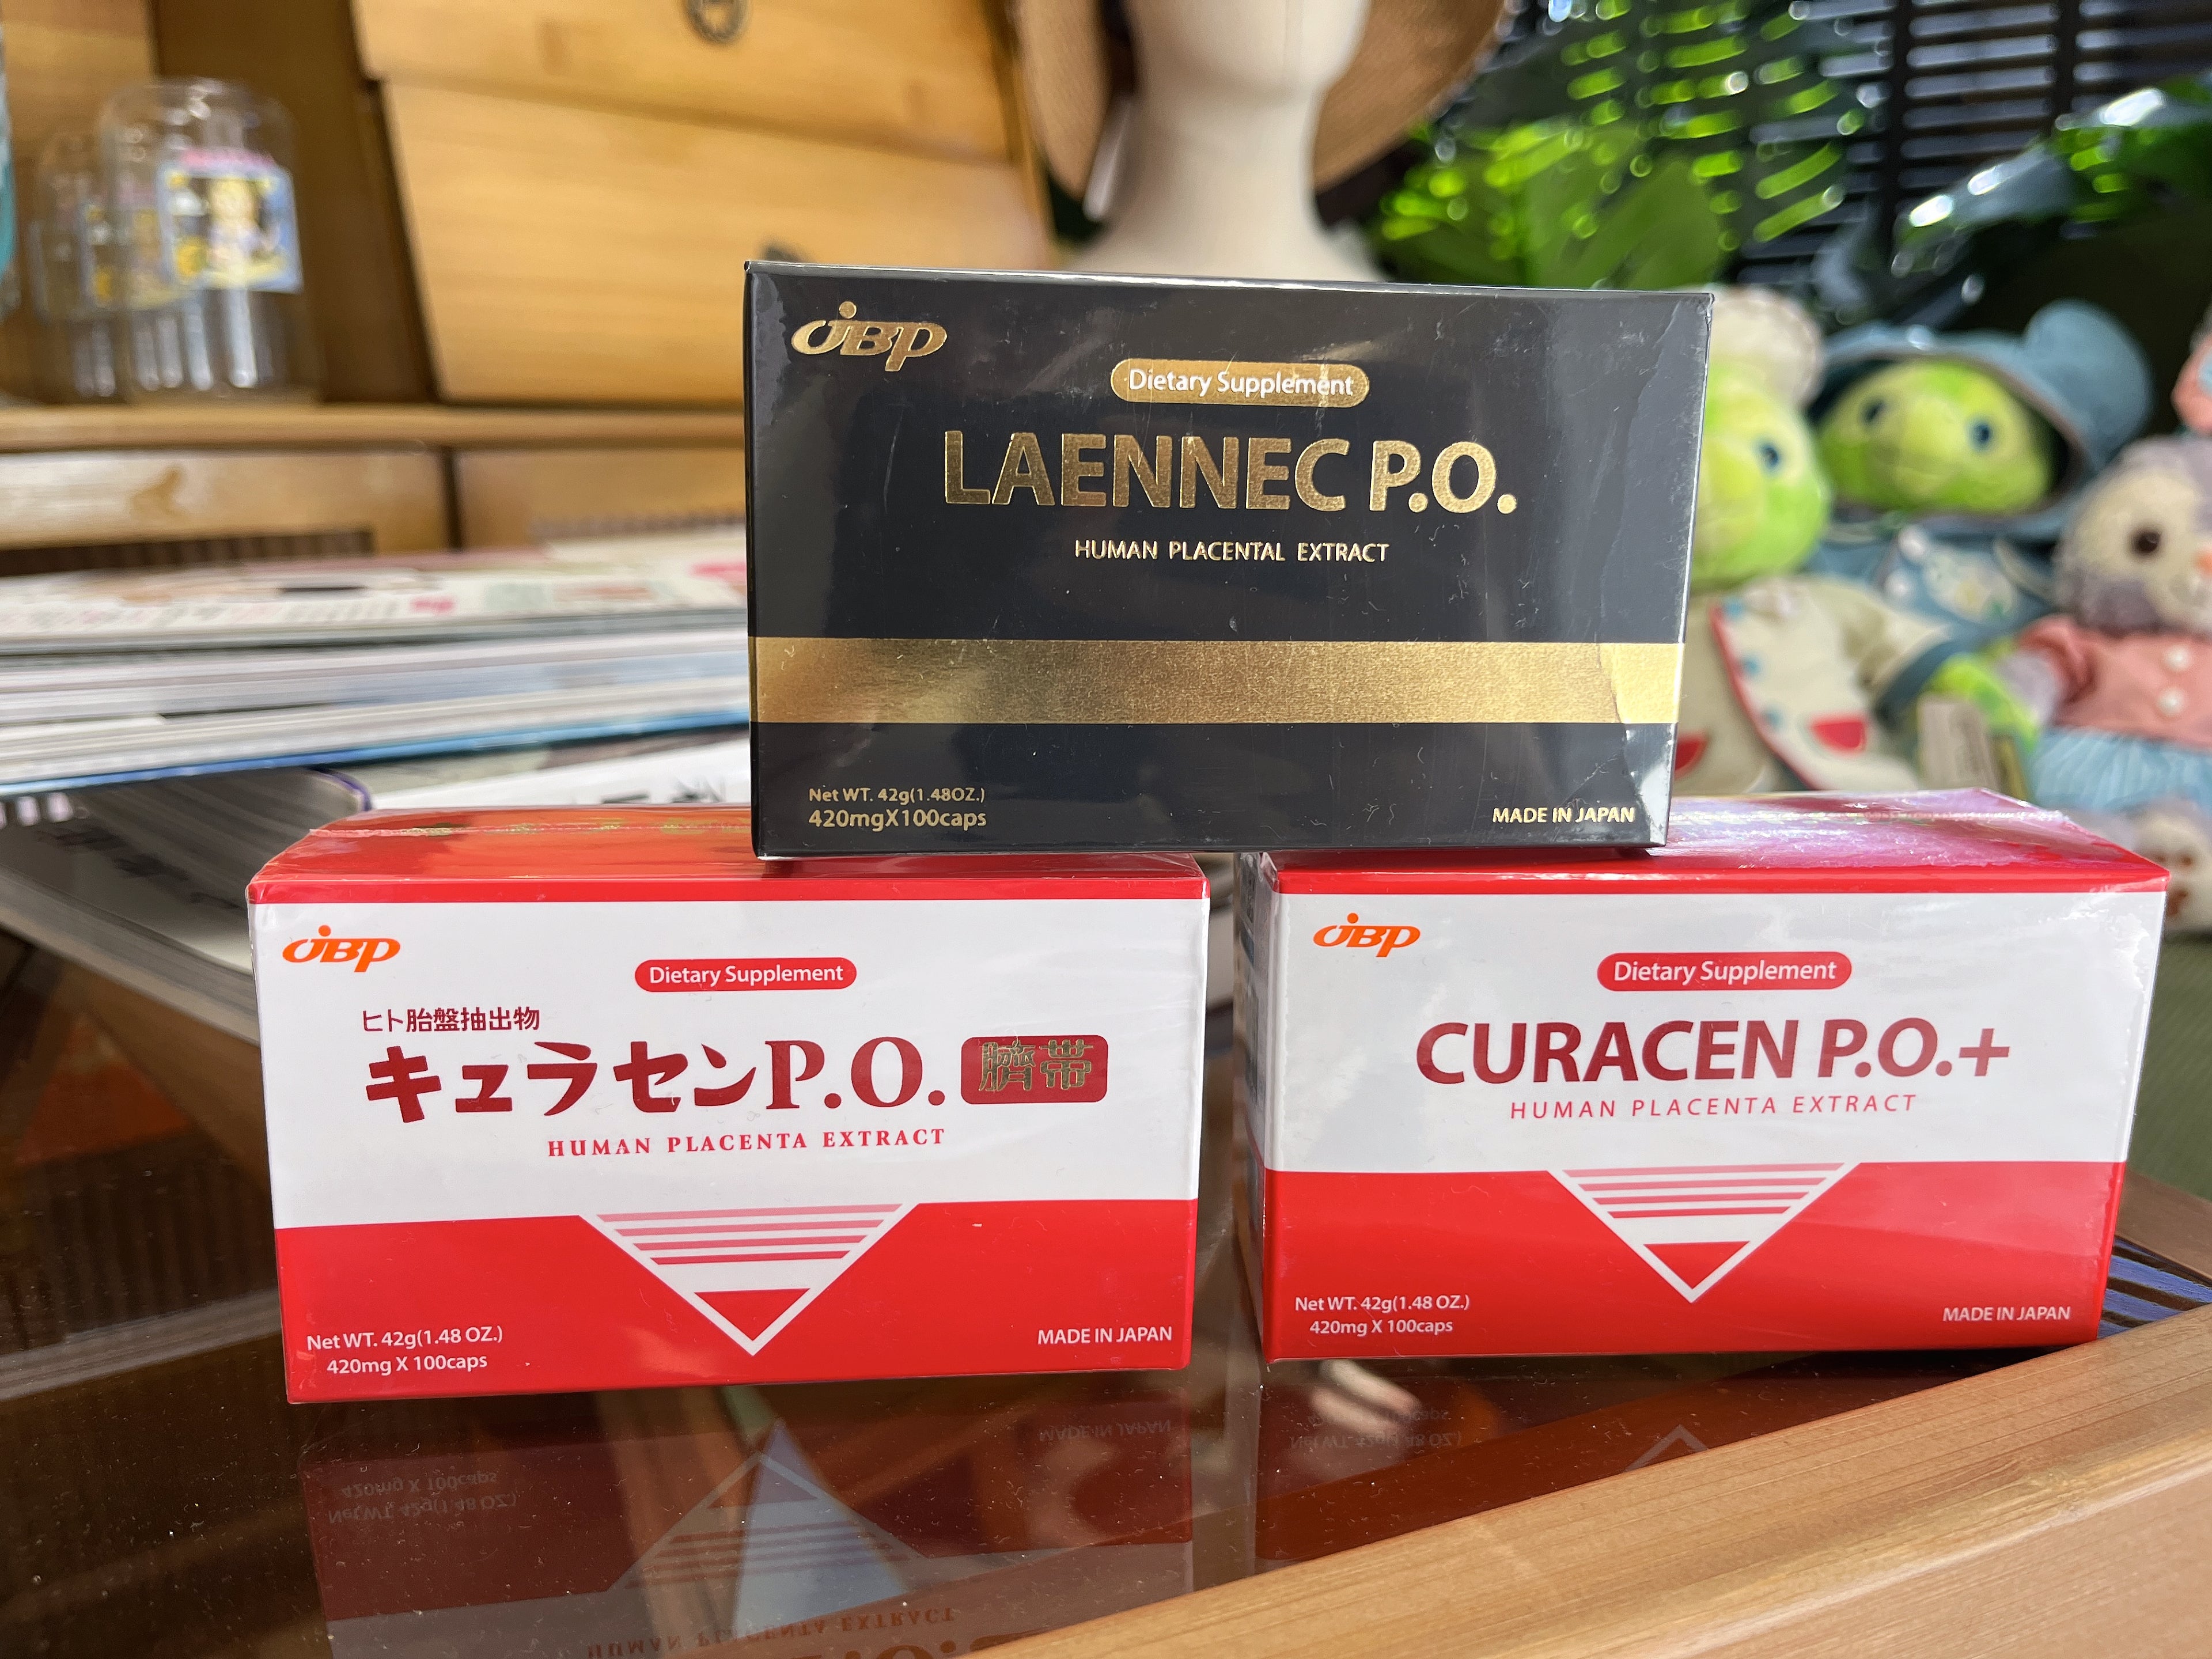 JBP
Dietary Supplement
LAENNEC P.O.
HUMAN PLACENTAL EXTRACT
Net WT. 42g(1.48OZ.)
420mgX100caps
MADE IN JAPAN
JBP
Dietary Supplement
ヒト胎盤抽出物
キュラセンP.O. 臍帯
HUMAN PLACENTA EXTRACT
Net WT. 42g(1.48 OZ.)
420mg X 100caps
MADE IN JAPAN
JBP
Dietary Supplement
CURACEN P.O.+
HUMAN PLACENTA EXTRACT
Net WT. 42g(1.48 OZ.)
420mg X 100caps
MADE IN JAPAN